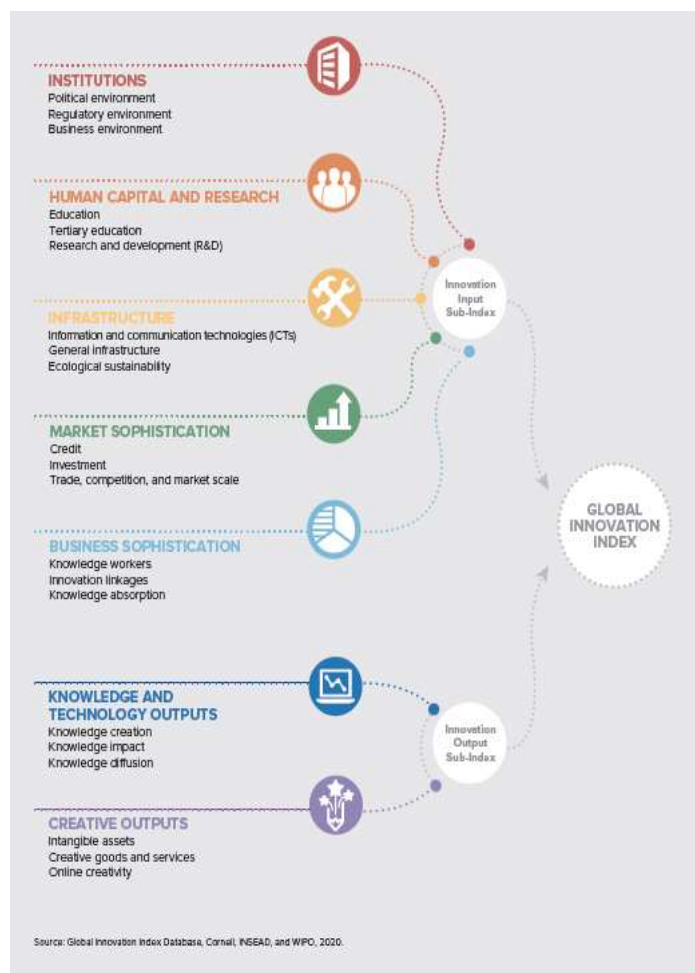 INSTITUTIONS
Political environment
Regulatory environment
Business environment
HUMAN CAPITAL AND RESEARCH
Education
Tertiary education
Research and development (R&D)
INFRASTRUCTURE
Information and communication technologies (ICTs)
General infrastructure
Ecological sustainability
MARKET SOPHISTICATION
Credit
Investment
Trade, competition, and market scale
BUSINESS SOPHISTICATION
Knowledge workers
Innovation linkages
Knowledge absorption
Innovation
Input
Sub-Index
GLOBAL
INNOVATION
INDEX
KNOWLEDGE AND
TECHNOLOGY OUTPUTS
Knowledge creation
Knowledge impact
Knowledge diffusion
CREATIVE OUTPUTS
Intangible assets
Creative goods and services
Online creativity
Innovation
Output
Sub-Index
Source: Global Innovation Index Database, Cornell, INSEAD, and WIPO, 2020.